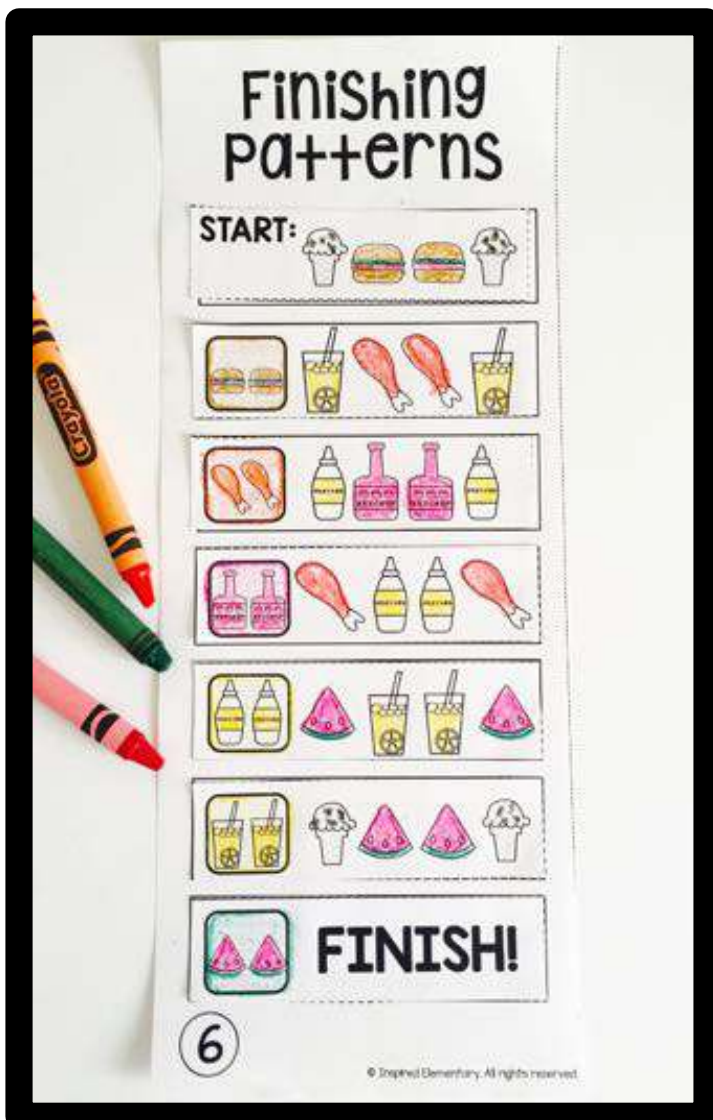 Finishing
Patterns
START:
crayola
FINISH!
6
© Inspired Elementary. All rights reserved.